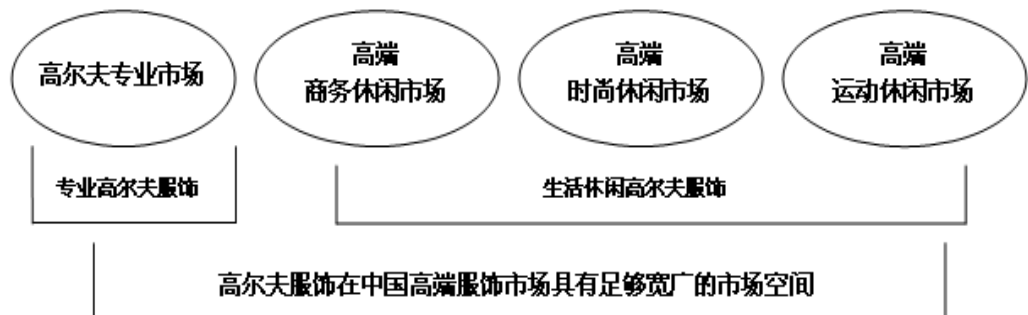 高尔夫专业市场
高端
商务休闲市场
高端
时尚休闲市场
高端
运动休闲市场
专业高尔夫服饰
生活休闲高尔夫服饰
高尔夫服饰在中国高端服饰市场具有足够宽广的市场空间